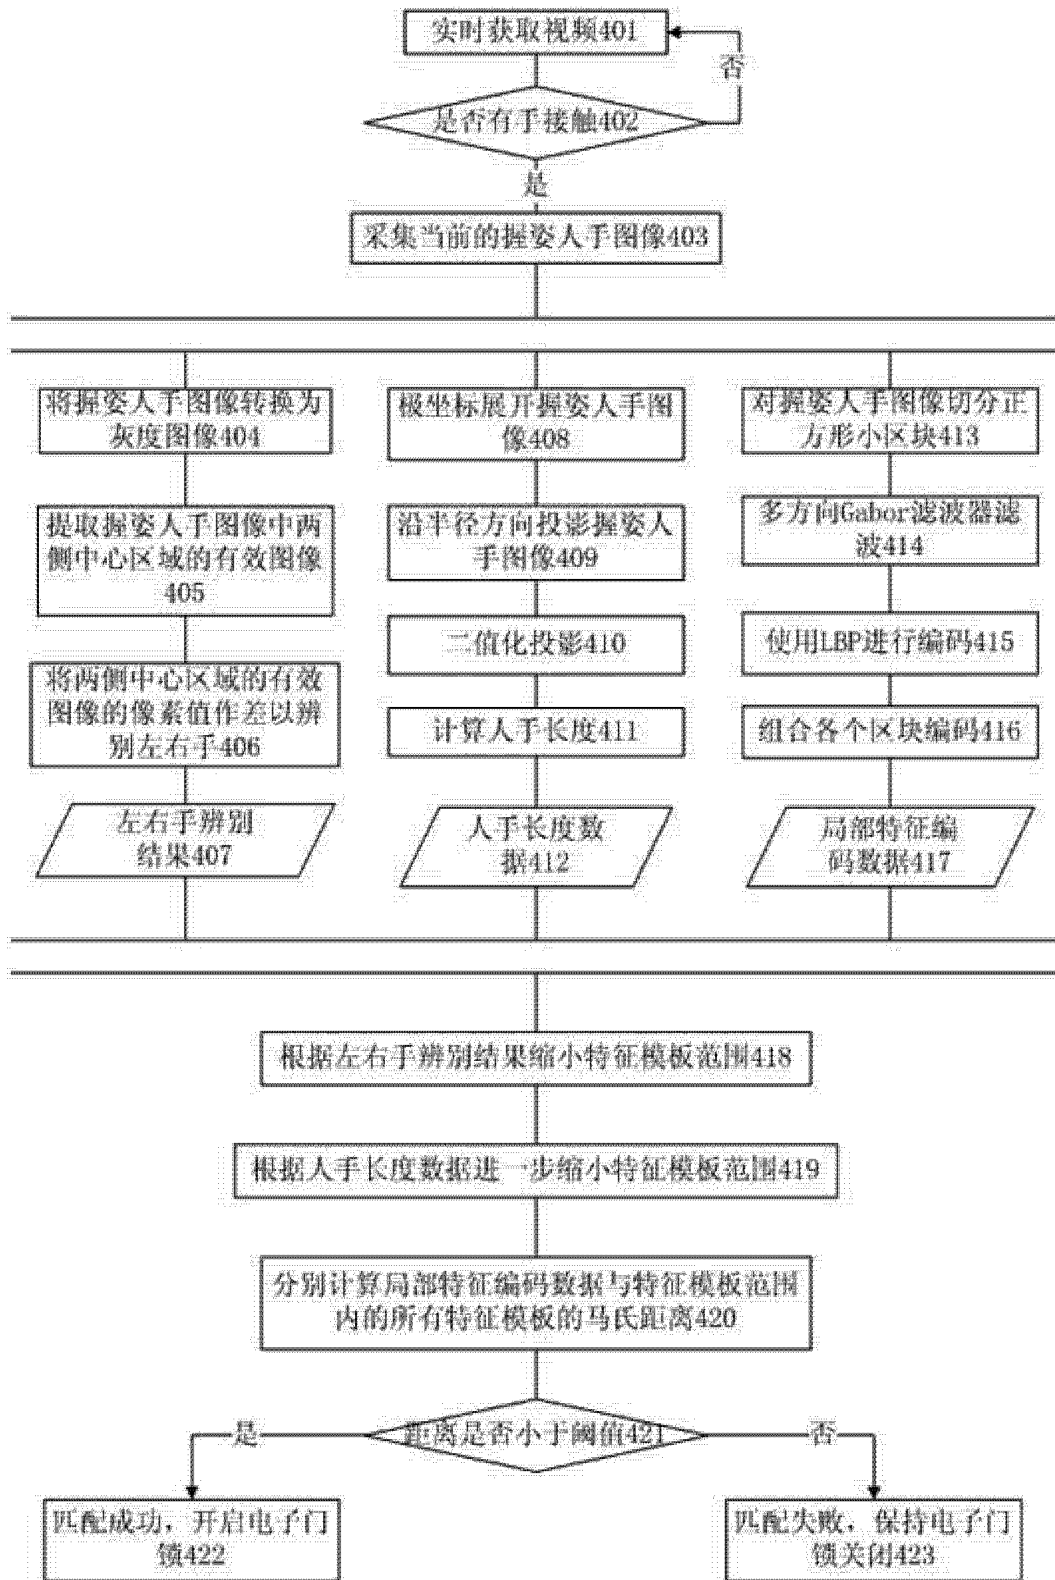 实时获取视频401
否
是否有手接触402
是
采集当前的握姿人手图像403
将握姿人手图像转换为
灰度图像404
提取握姿人手图像中两
侧中心区域的有效图像
405
将两侧中心区域的有效
图像的像素值作差以辨
别左右手406
左右手辨别
结果407
极坐标展开握姿人手图
像408
沿半径方向投影握姿人
手图像409
二值化投影410
计算人手长度411
人手长度数
据412
对握姿人手图像切分正
方形小区块413
多方向Gabor滤波器滤
波414
使用LBP进行编码415
组合各个区块编码416
局部特征编
码数据417
根据左右手辨别结果缩小特征模板范围418
根据人手长度数据进一步缩小特征模板范围419
分别计算局部特征编码数据与特征模板范围
内的所有特征模板的马氏距离420
距离是否小于阈值421
是
否
匹配成功，开启电子门
锁422
匹配失败，保持电子门
锁关闭423